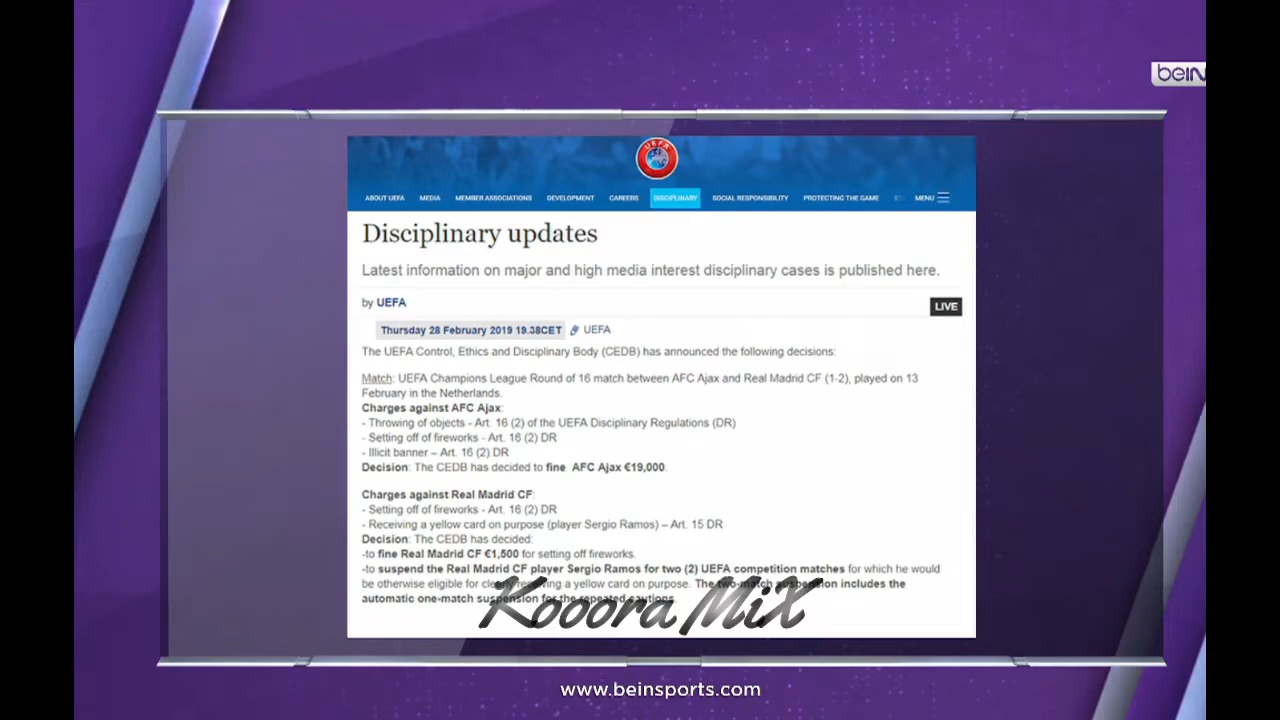 beIN
UEFA
ABOUT UEFA MEDIA MEMBER ASSOCIATIONS DEVELOPMENT CAREERS DISCIPLINARY SOCIAL RESPONSIBILITY PROTECTING THE GAME MENU
Disciplinary updates
Latest information on major and high media interest disciplinary cases is published here.
by UEFA
LIVE
Thursday 28 February 2019 19.38CET UEFA
The UEFA Control, Ethics and Disciplinary Body (CEDB) has announced the following decisions:
Match: UEFA Champions League Round of 16 match between AFC Ajax and Real Madrid CF (1-2), played on 13
February in the Netherlands.
Charges against AFC Ajax:
- Throwing of objects - Art. 16 (2) of the UEFA Disciplinary Regulations (DR)
- Setting off of fireworks - Art. 16 (2) DR
- Illicit banner – Art. 16 (2) DR
Decision: The CEDB has decided to fine AFC Ajax €19,000.
Charges against Real Madrid CF:
- Setting off of fireworks - Art. 16 (2) DR
- Receiving a yellow card on purpose (player Sergio Ramos) – Art. 15 DR
Decision: The CEDB has decided:
-to fine Real Madrid CF €1,500 for setting off fireworks.
-to suspend the Real Madrid CF player Sergio Ramos for two (2) UEFA competition matches for which he would
be otherwise eligible for clearly receiving a yellow card on purpose. The two-match suspension includes the
automatic one-match suspension for the repeated cautions.
Kooora MiX
www.beinsports.com